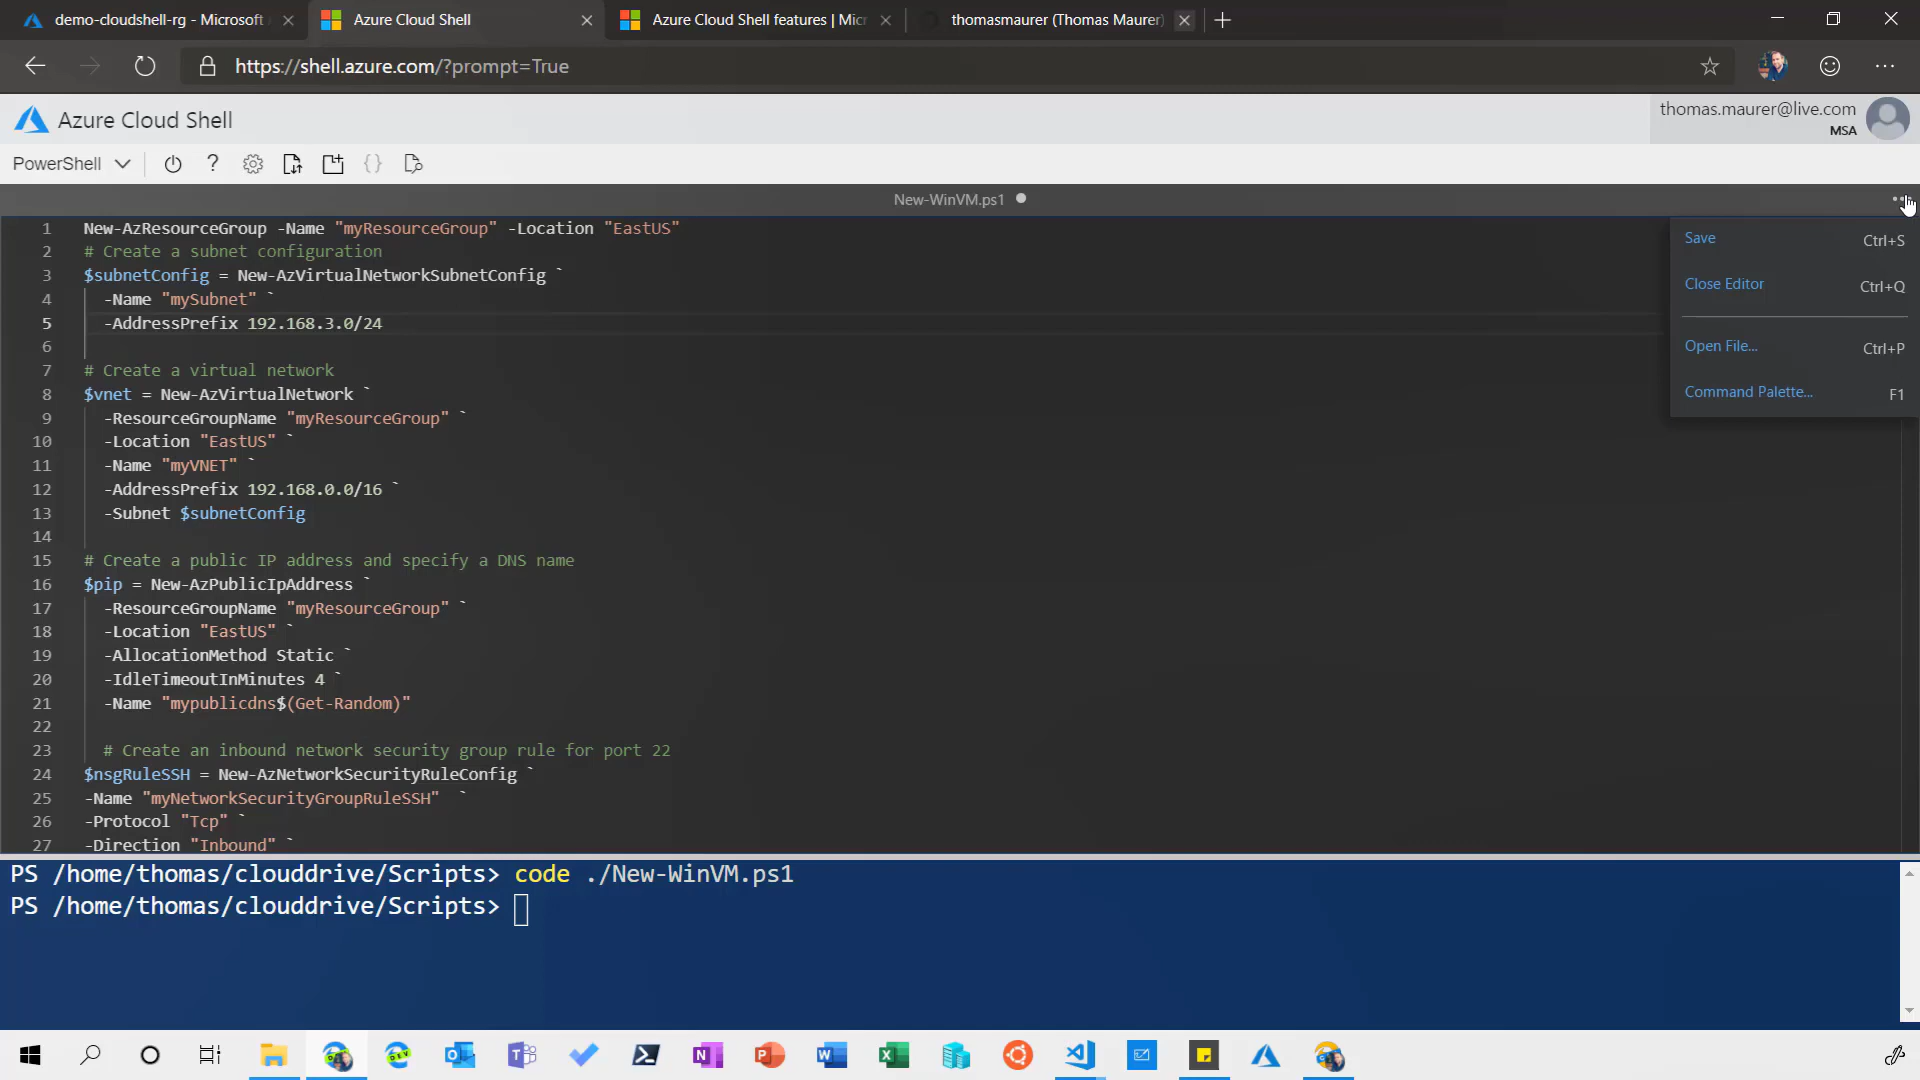 demo-cloudshell-rg - Microsoft
Azure Cloud Shell
Azure Cloud Shell features | Mic
thomasmaurer (Thomas Maurer)
https://shell.azure.com/?prompt=True
Azure Cloud Shell
thomas.maurer@live.com
MSA
PowerShell
New-WinVM.ps1
1 New-AzResourceGroup -Name "myResourceGroup" -Location "EastUS"
2 # Create a subnet configuration
3 $subnetConfig = New-AzVirtualNetworkSubnetConfig `
4 -Name "mySubnet" `
5 -AddressPrefix 192.168.3.0/24
6
7 # Create a virtual network
8 $vnet = New-AzVirtualNetwork `
9 -ResourceGroupName "myResourceGroup" `
10 -Location "EastUS" `
11 -Name "myVNET" `
12 -AddressPrefix 192.168.0.0/16 `
13 -Subnet $subnetConfig
14
15 # Create a public IP address and specify a DNS name
16 $pip = New-AzPublicIpAddress `
17 -ResourceGroupName "myResourceGroup" `
18 -Location "EastUS" `
19 -AllocationMethod Static `
20 -IdleTimeoutInMinutes 4 `
21 -Name "mypublicdns$(Get-Random)"
22
23 # Create an inbound network security group rule for port 22
24 $nsgRuleSSH = New-AzNetworkSecurityRuleConfig `
25 -Name "myNetworkSecurityGroupRuleSSH" `
26 -Protocol "Tcp" `
27 -Direction "Inbound" `
Save Ctrl+S
Close Editor Ctrl+Q
Open File... Ctrl+P
Command Palette... F1
PS /home/thomas/clouddrive/Scripts> code ./New-WinVM.ps1
PS /home/thomas/clouddrive/Scripts>